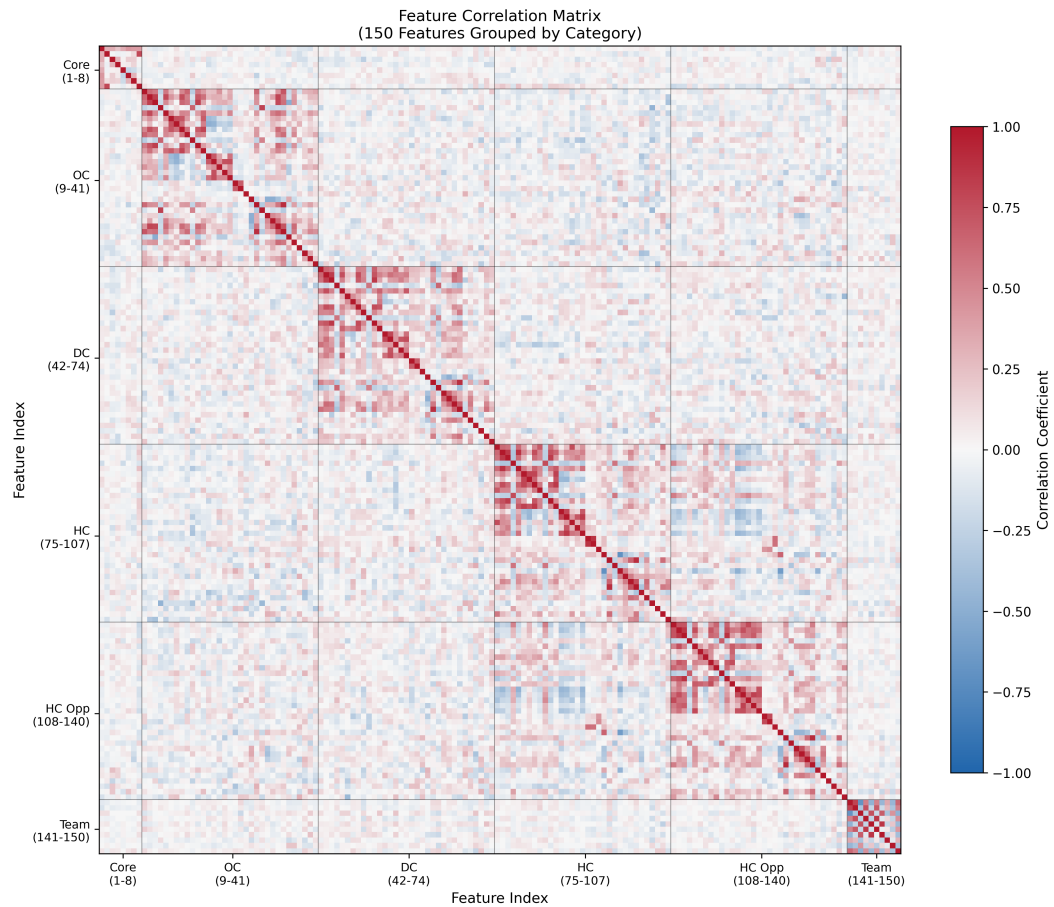 Feature Correlation Matrix
(150 Features Grouped by Category)
Core
(1-8)
OC
(9-41)
DC
(42-74)
HC
(75-107)
HC Opp
(108-140)
Team
(141-150)
Feature Index
Core
(1-8)
OC
(9-41)
DC
(42-74)
HC
(75-107)
HC Opp
(108-140)
Team
(141-150)
Feature Index
1.00
0.75
0.50
0.25
0.00
−0.25
−0.50
−0.75
−1.00
Correlation Coefficient